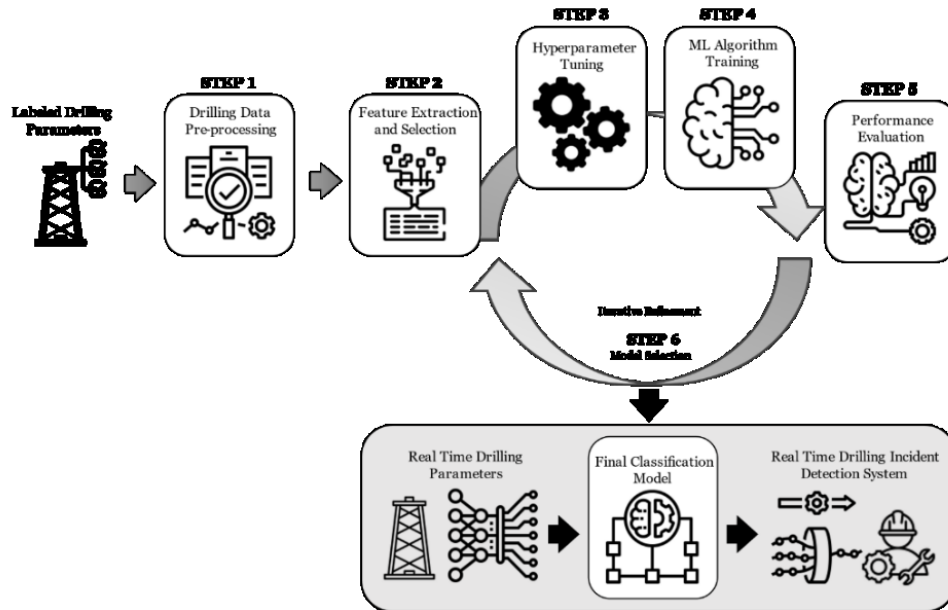 STEP 3
STEP 4
Hyperparameter
Tuning
ML Algorithm
Training
STEP 1
STEP 2
STEP 5
Labeled Drilling
Parameters
Drilling Data
Pre-processing
Feature Extraction
and Selection
Performance
Evaluation
Iterative Refinement
STEP 6
Model Selection
Real Time Drilling
Parameters
Final Classification
Model
Real Time Drilling Incident
Detection System